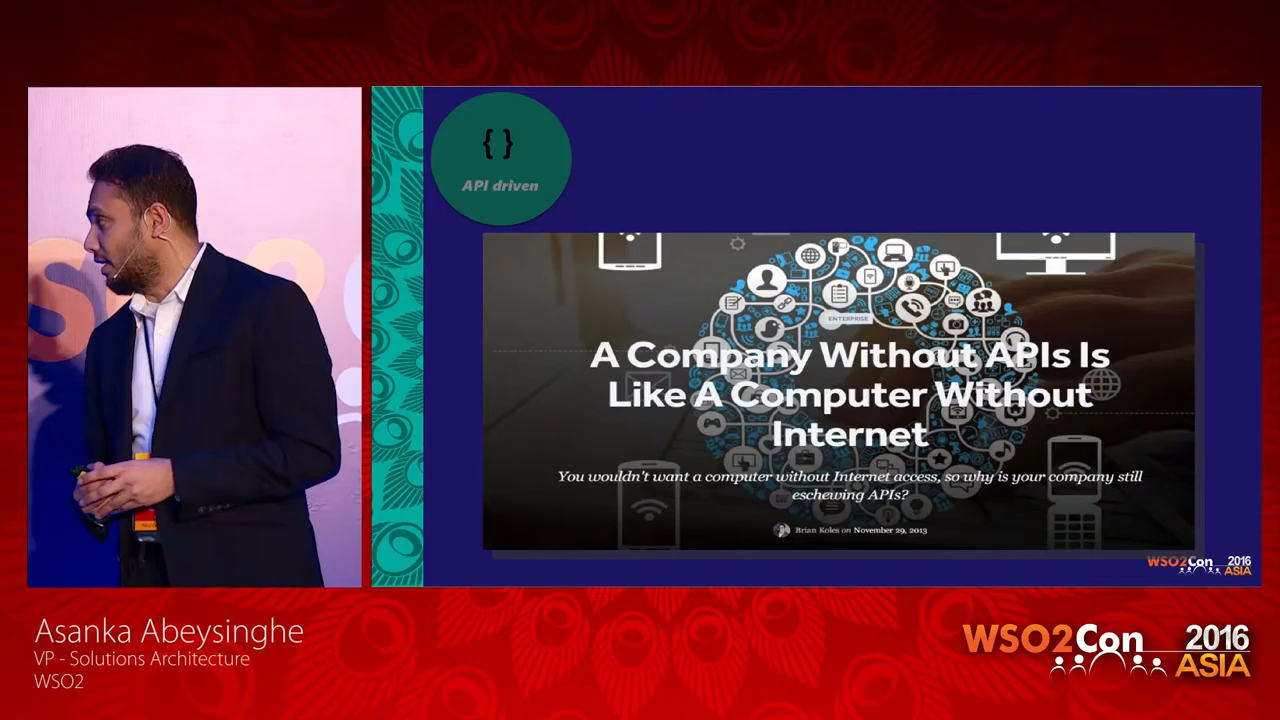 { }
API driven
ENTERPRISE
A Company Without APIs Is
Like A Computer Without
Internet
You wouldn't want a computer without Internet access, so why is your company still
eschewing APIs?
Brian Koles on November 29, 2013
WSO2Con 2016
ASIA
Asanka Abeysinghe
VP - Solutions Architecture
WSO2
WSO2Con 2016
ASIA